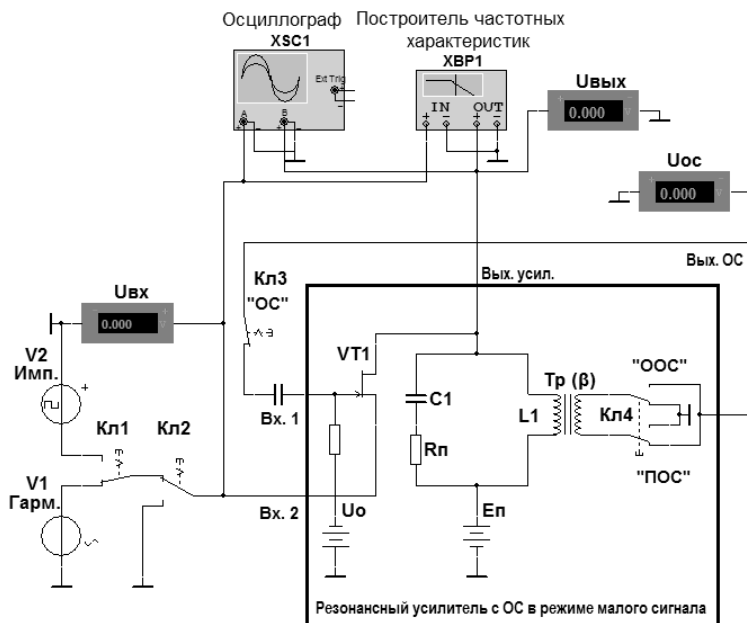 Осциллограф
XSC1
Построитель частотных
характеристик
XBP1
Ext Trig
A
B
IN
OUT
Uвых
0.000
V
Uос
0.000
V
Кл3
"ОС"
Вых. усил.
Вых. ОС
Uвх
0.000
V2
Имп.
V1
Гарм.
Кл1
Кл2
Вх. 1
Вх. 2
VT1
C1
Rп
L1
Тр (β)
Кл4
"ООС"
"ПОС"
Uо
Eп
Резонансный усилитель с ОС в режиме малого сигнала